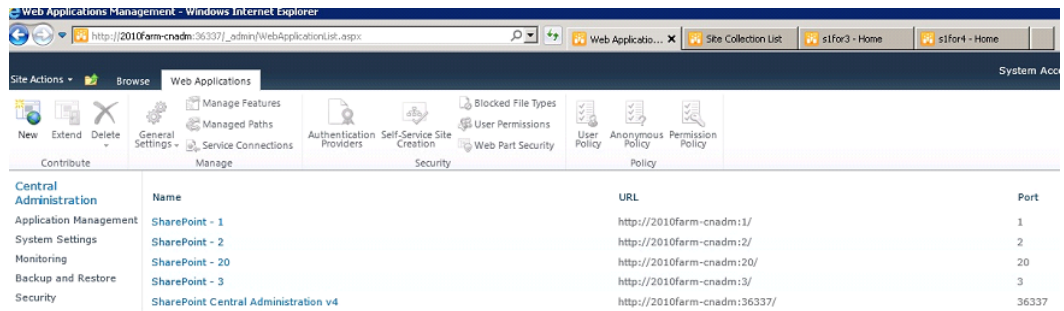 Web Applications Management - Windows Internet Explorer
http://2010farm-cnadm:36337/_admin/WebApplicationList.aspx
Web Applicatio... Site Collection List s1for3 - Home s1for4 - Home
Site Actions Browse Web Applications System Acco
New Extend Delete
Contribute
General Settings
Manage Features
Managed Paths
Service Connections
Manage
Authentication Providers
Self-Service Site Creation
Blocked File Types
User Permissions
Web Part Security
Security
User Policy
Anonymous Policy
Permission Policy
Policy
Central Administration
Application Management
System Settings
Monitoring
Backup and Restore
Security
Name URL Port
SharePoint - 1 http://2010farm-cnadm:1/ 1
SharePoint - 2 http://2010farm-cnadm:2/ 2
SharePoint - 20 http://2010farm-cnadm:20/ 20
SharePoint - 3 http://2010farm-cnadm:3/ 3
SharePoint Central Administration v4 http://2010farm-cnadm:36337/ 36337